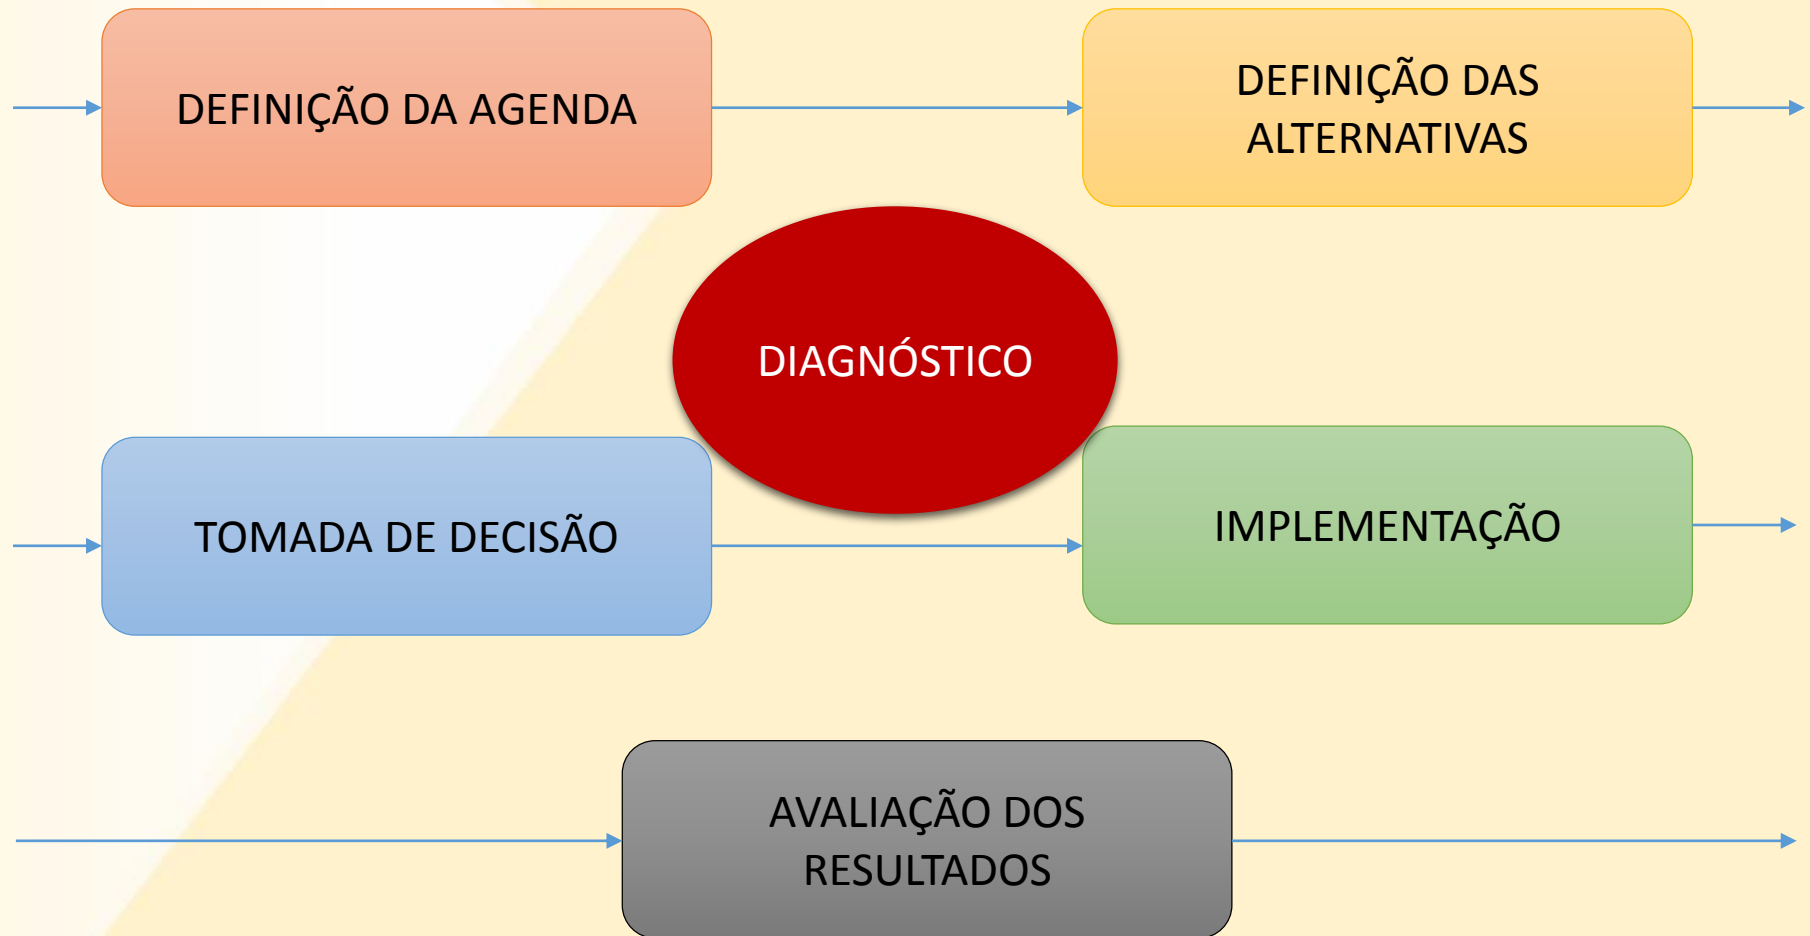 DEFINIÇÃO DA AGENDA
DEFINIÇÃO DAS
ALTERNATIVAS
DIAGNÓSTICO
TOMADA DE DECISÃO
IMPLEMENTAÇÃO
AVALIAÇÃO DOS
RESULTADOS